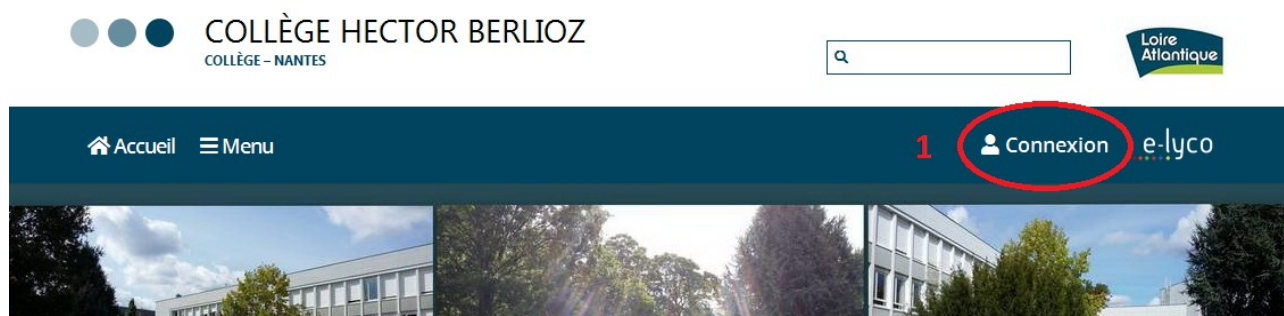 COLLÈGE HECTOR BERLIOZ
COLLÈGE – NANTES
Loire
Atlantique
Accueil
Menu
1
Connexion
e-lyco